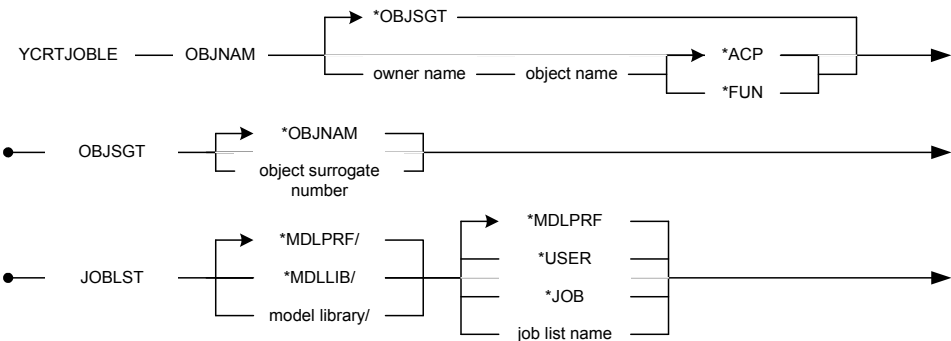 *OBJSGT
YCRTJOBLE OBJNAM
owner name object name *ACP
*FUN
OBJSGT *OBJNAM
object surrogate
number
JOBLST *MDLPRF/ *MDLPRF
*MDLLIB/ *USER
model library/ *JOB
job list name